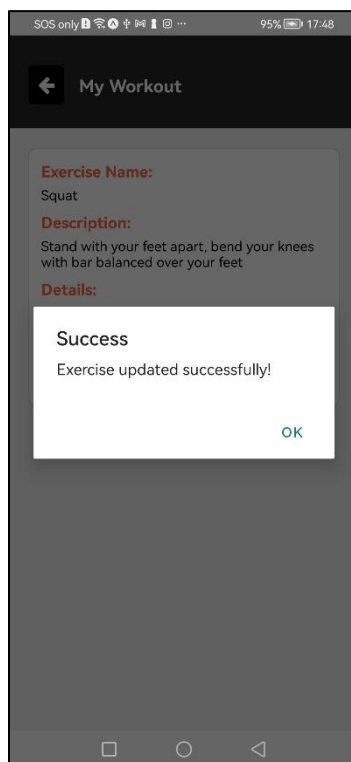 SOS only 95% 17:48
My Workout
Exercise Name:
Squat
Description:
Stand with your feet apart, bend your knees
with bar balanced over your feet
Details:
Success
Exercise updated successfully!
OK